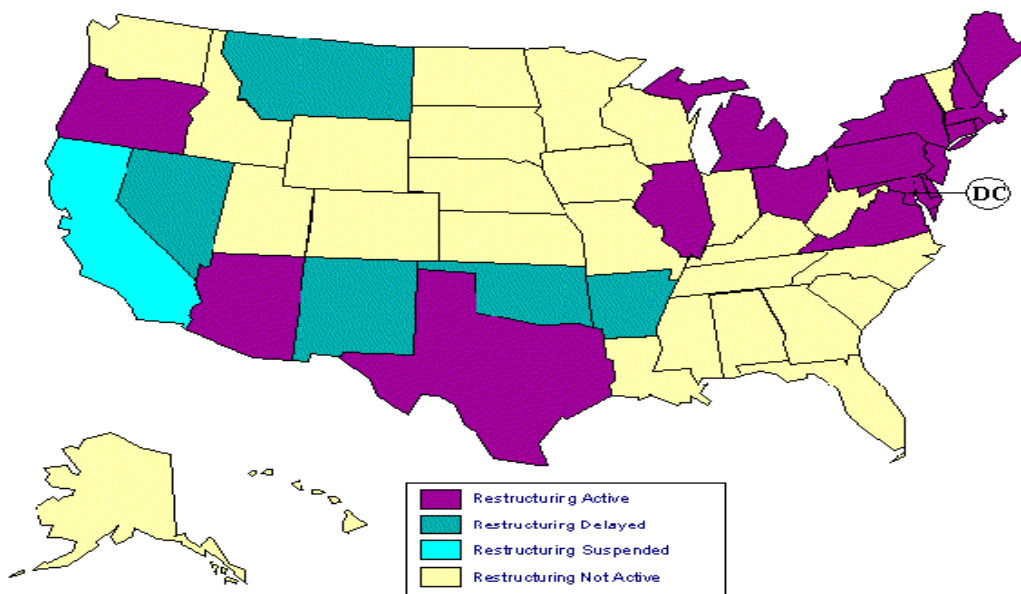 DC
Restructuring Active
Restructuring Delayed
Restructuring Suspended
Restructuring Not Active